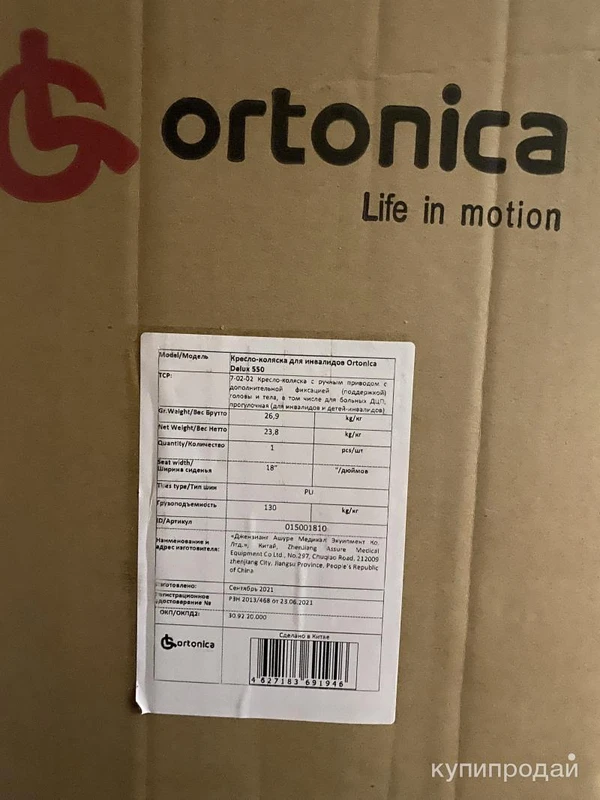 ortonica
Life in motion
Model/Модель
Кресло-коляска для инвалидов Ortonica
Delux 550
ТСР:
7-02-02 Кресло-коляска с ручным приводом с
дополнительной фиксацией (поддержкой)
головы и тела, в том числе для больных ДЦП,
прогулочная (для инвалидов и детей-инвалидов)
Gr.Weight/Вес Брутто 26,9 kg/кг
Net Weight/Вес Нетто 23,8 kg/кг
Quantity/Количество 1 pcs/шт
Seat width/
Ширина сиденья 18" "/дюймов
Tires type/Тип шин PU
Грузоподъемность 130 kg/кг
ID/Артикул 015001810
Наименование и
адрес изготовителя:
«Джензианг Ашуре Медикал Экуипмент Ко.
Лтд.», Китай, Zhenjiang Assure Medical
Equipment Co Ltd., No.297, Chuqiao Road, 212009
zhenjiang City, Jiangsu Province, People's Republic
of China
зготовлено: Сентябрь 2021
егистрационное
удостоверение № РЗН 2013/468 от 23.06.2021
ОКП/ОКПД2: 30.92.20.000
ortonica
Сделано в Китае
4 627183 691946
купипродай